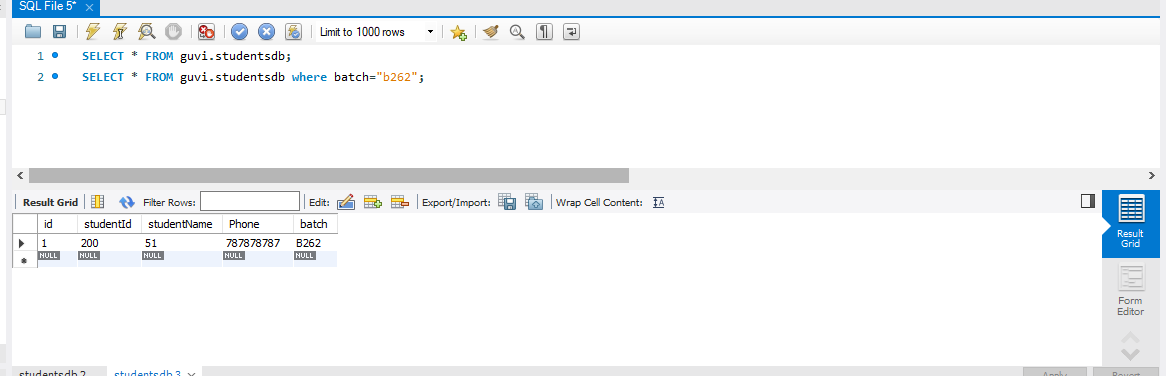 SQL File 5*
Limit to 1000 rows
1 SELECT * FROM guvi.studentsdb;
2 SELECT * FROM guvi.studentsdb where batch="b262";
Result Grid Filter Rows: Edit: Export/Import: Wrap Cell Content:
id studentId studentName Phone batch
1 200 51 787878787 B262
NULL NULL NULL NULL NULL
Result
Grid
Form
Editor
studentsdb 2 studentsdb 3 Apply Revert